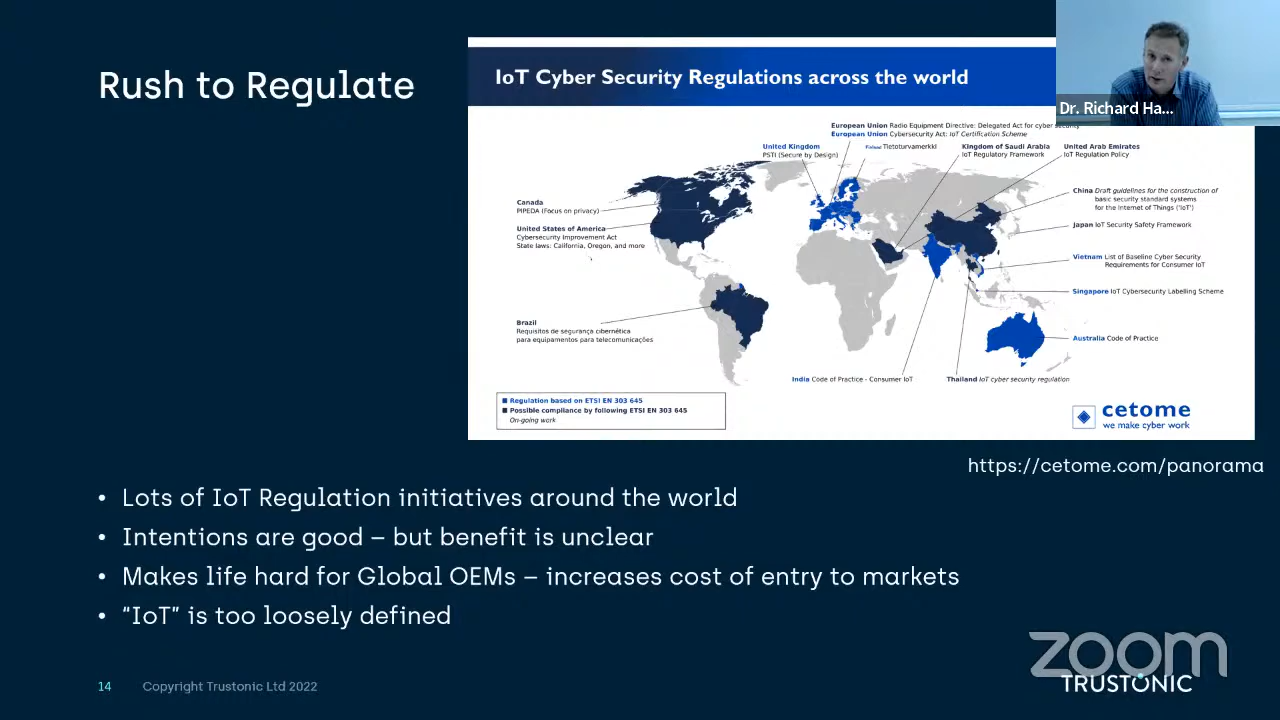 Rush to Regulate
IoT Cyber Security Regulations across the world
Dr. Richard Ha...
European Union Radio Equipment Directive: Delegated Act for cyber security
European Union Cybersecurity Act: IoT Certification Scheme
United Kingdom
PSTI (Secure by Design)
Finland Tietoturvamerkki
Kingdom of Saudi Arabia
IoT Regulatory Framework
United Arab Emirates
IoT Regulation Policy
Canada
PIPEDA (Focus on privacy)
United States of America
Cybersecurity Improvement Act
State laws: California, Oregon, and more
China Draft guidelines for the construction of
basic security standard systems
for the Internet of Things ('IoT')
Japan IoT Security Safety Framework
Vietnam List of Baseline Cyber Security
Requirements for Consumer IoT
Singapore IoT Cybersecurity Labelling Scheme
Brazil
Requisitos de segurança cibernética
para equipamentos para telecomunicações
Australia Code of Practice
India Code of Practice - Consumer IoT
Thailand IoT cyber security regulation
Regulation based on ETSI EN 303 645
Possible compliance by following ETSI EN 303 645
On-going work
cetome
we make cyber work
https://cetome.com/panorama
• Lots of IoT Regulation initiatives around the world
• Intentions are good – but benefit is unclear
• Makes life hard for Global OEMs – increases cost of entry to markets
• “IoT” is too loosely defined
zoom
14 Copyright Trustonic Ltd 2022
TRUSTONIC